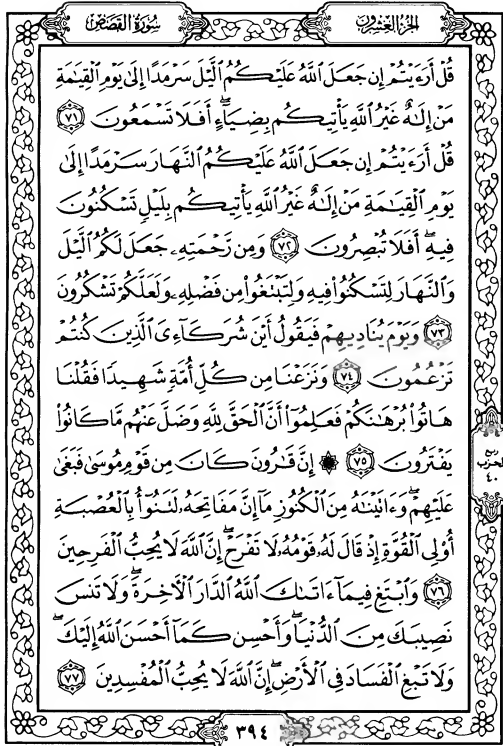 الجزء العشرون
سورة القصص
قُلْ أَرَءَيْتُمْ إِن جَعَلَ ٱللَّهُ عَلَيْكُمُ ٱلَّيْلَ سَرْمَدًا إِلَىٰ يَوْمِ ٱلْقِيَٰمَةِ
مَنْ إِلَٰهٌ غَيْرُ ٱللَّهِ يَأْتِيكُم بِضِيَآءٍ ۖ أَفَلَا تَسْمَعُونَ ٧١
قُلْ أَرَءَيْتُمْ إِن جَعَلَ ٱللَّهُ عَلَيْكُمُ ٱلنَّهَارَ سَرْمَدًا إِلَىٰ
يَوْمِ ٱلْقِيَٰمَةِ مَنْ إِلَٰهٌ غَيْرُ ٱللَّهِ يَأْتِيكُم بِلَيْلٍ تَسْكُنُونَ
فِيهِ ۖ أَفَلَا تُبْصِرُونَ ٧٢ وَمِن رَّحْمَتِهِۦ جَعَلَ لَكُمُ ٱلَّيْلَ
وَٱلنَّهَارَ لِتَسْكُنُوا۟ فِيهِ وَلِتَبْتَغُوا۟ مِن فَضْلِهِۦ وَلَعَلَّكُمْ تَشْكُرُونَ
٧٣ وَيَوْمَ يُنَادِيهِمْ فَيَقُولُ أَيْنَ شُرَكَآءِىَ ٱلَّذِينَ كُنتُمْ
تَزْعُمُونَ ٧٤ وَنَزَعْنَا مِن كُلِّ أُمَّةٍ شَهِيدًا فَقُلْنَا
هَاتُوا۟ بُرْهَٰنَكُمْ فَعَلِمُوٓا۟ أَنَّ ٱلْحَقَّ لِلَّهِ وَضَلَّ عَنْهُم مَّا كَانُوا۟
يَفْتَرُونَ ٧٥ ۞ إِنَّ قَٰرُونَ كَانَ مِن قَوْمِ مُوسَىٰ فَبَغَىٰ
عَلَيْهِمْ ۖ وَءَاتَيْنَٰهُ مِنَ ٱلْكُنُوزِ مَآ إِنَّ مَفَاتِحَهُۥ لَتَنُوٓأُ بِٱلْعُصْبَةِ
أُو۟لِى ٱلْقُوَّةِ إِذْ قَالَ لَهُۥ قَوْمُهُۥ لَا تَفْرَحْ ۖ إِنَّ ٱللَّهَ لَا يُحِبُّ ٱلْفَرِحِينَ
٧٦ وَٱبْتَغِ فِيمَآ ءَاتَىٰكَ ٱللَّهُ ٱلدَّارَ ٱلْءَاخِرَةَ ۖ وَلَا تَنسَ
نَصِيبَكَ مِنَ ٱلدُّنْيَا ۖ وَأَحْسِن كَمَآ أَحْسَنَ ٱللَّهُ إِلَيْكَ ۖ
وَلَا تَبْغِ ٱلْفَسَادَ فِى ٱلْأَرْضِ ۖ إِنَّ ٱللَّهَ لَا يُحِبُّ ٱلْمُفْسِدِينَ ٧٧
ربع
الحزب
٤٠
٣٩٤